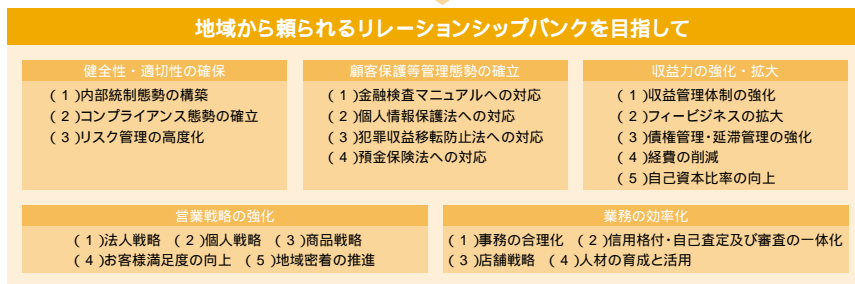 地域から頼られるリレーションシップバンクを目指して
健全性・適切性の確保
(1)内部統制態勢の構築
(2)コンプライアンス態勢の確立
(3)リスク管理の高度化
顧客保護等管理態勢の確立
(1)金融検査マニュアルへの対応
(2)個人情報保護法への対応
(3)犯罪収益移転防止法への対応
(4)預金保険法への対応
収益力の強化・拡大
(1)収益管理体制の強化
(2)フィービジネスの拡大
(3)債権管理・延滞管理の強化
(4)経費の削減
(5)自己資本比率の向上
営業戦略の強化
(1)法人戦略 (2)個人戦略 (3)商品戦略
(4)お客様満足度の向上 (5)地域密着の推進
業務の効率化
(1)事務の合理化 (2)信用格付・自己査定及び審査の一体化
(3)店舗戦略 (4)人材の育成と活用